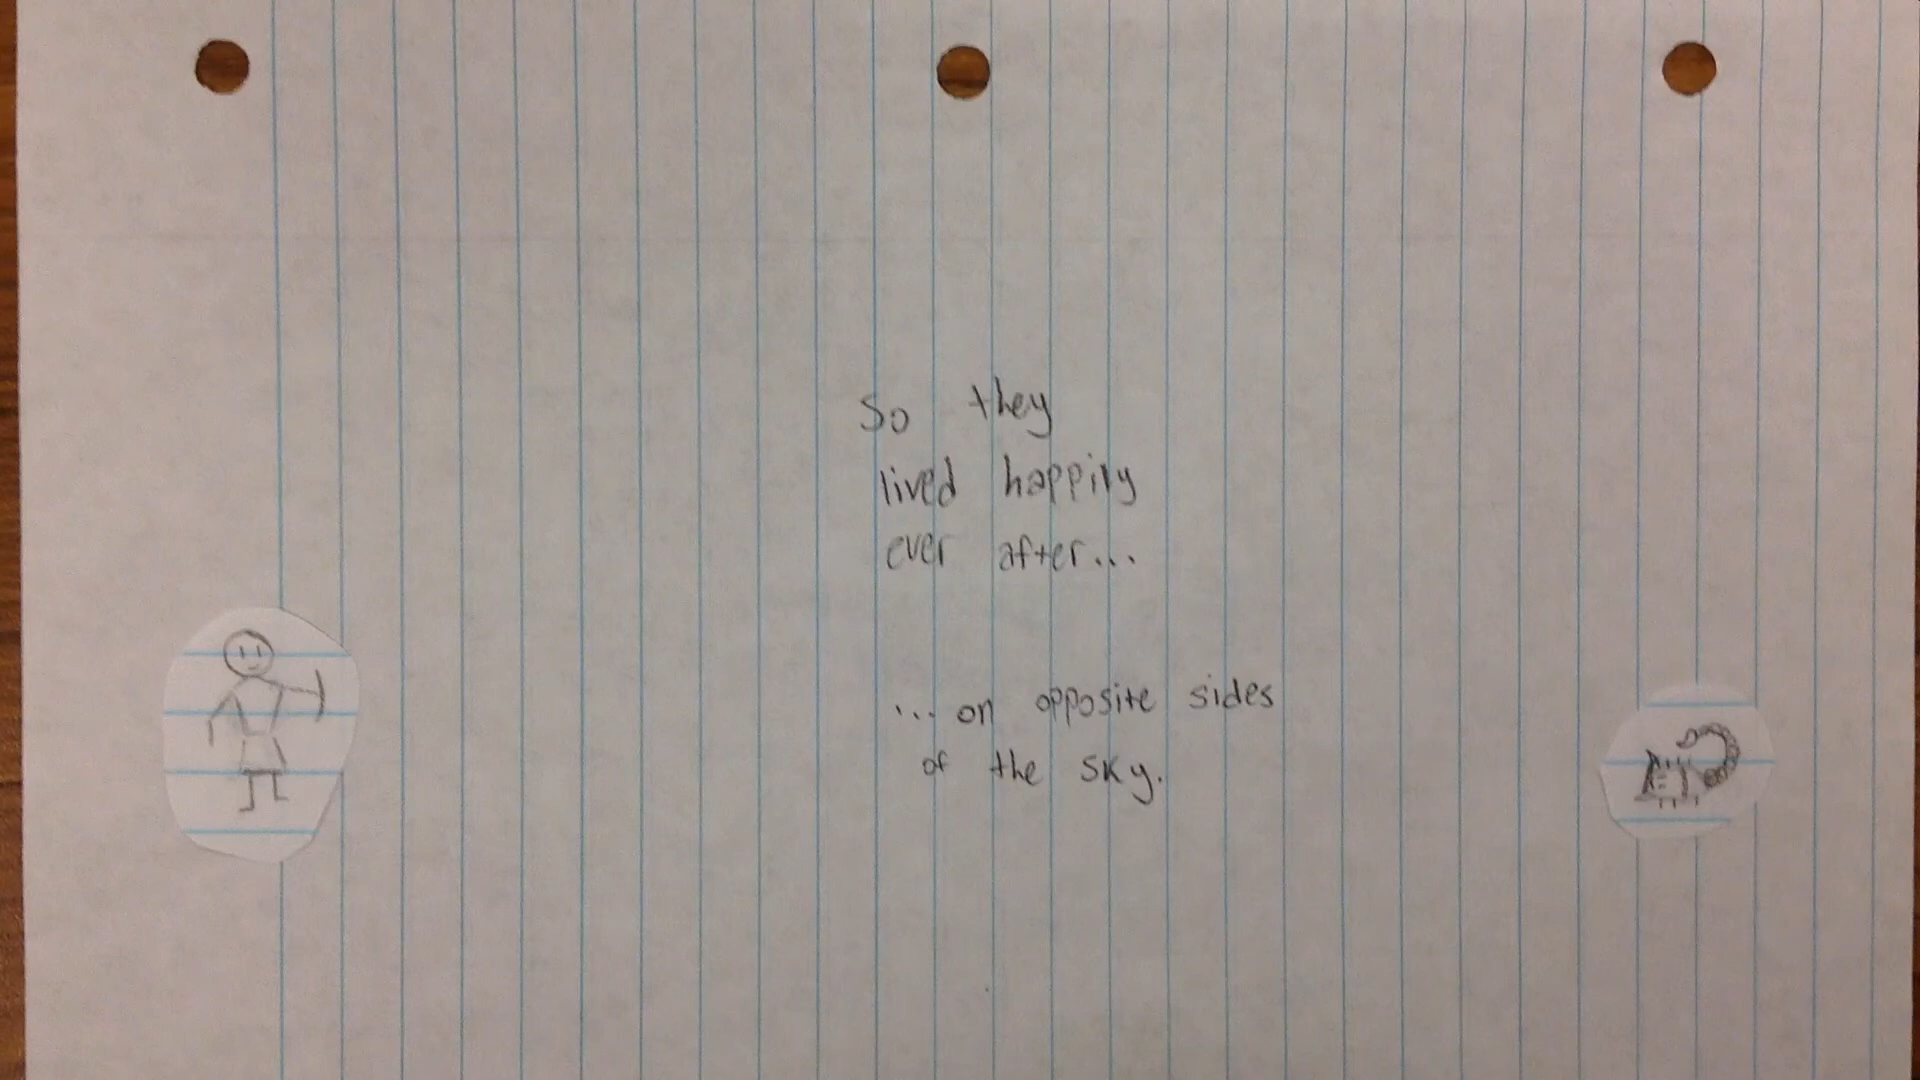 So they
lived happily
ever after...
... on opposite sides
of the sky.